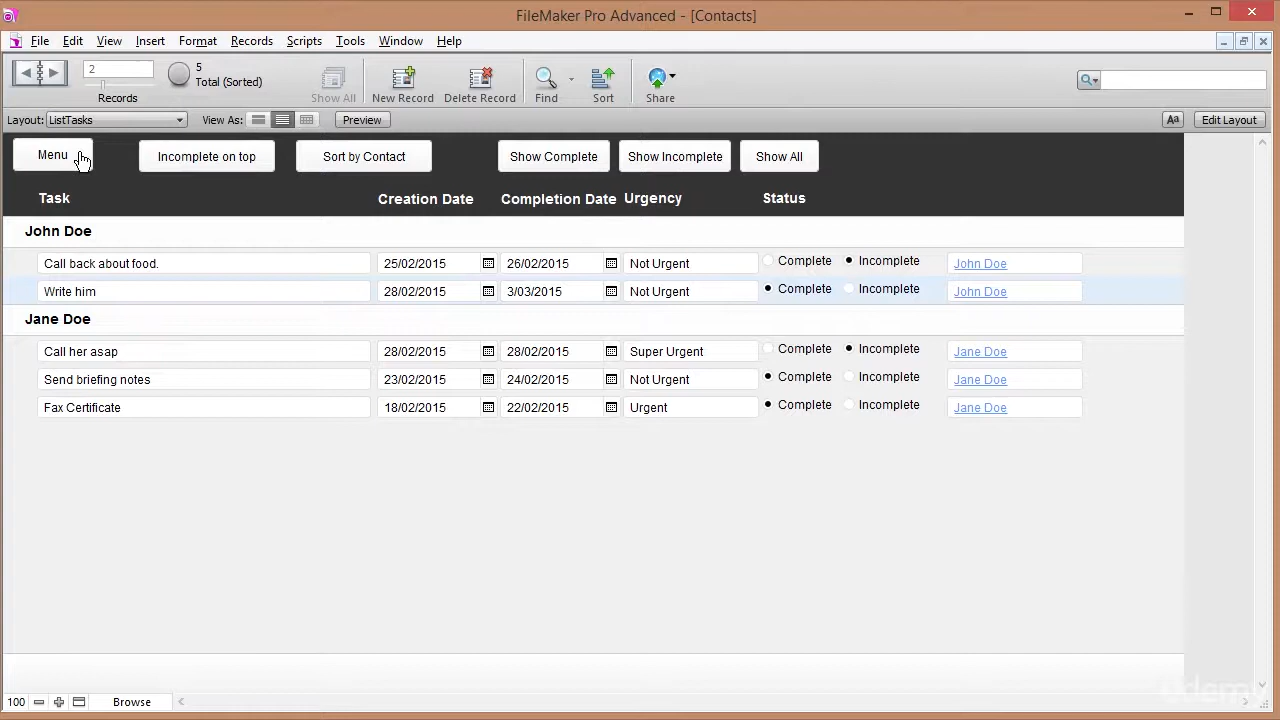 FileMaker Pro Advanced - [Contacts]
File Edit View Insert Format Records Scripts Tools Window Help
2 5 Total (Sorted)
Records Show All New Record Delete Record Find Sort Share
Layout: ListTasks View As: Preview Aa Edit Layout
Menu Incomplete on top Sort by Contact Show Complete Show Incomplete Show All
Task Creation Date Completion Date Urgency Status
John Doe
Call back about food. 25/02/2015 26/02/2015 Not Urgent Complete Incomplete John Doe
Write him 28/02/2015 3/03/2015 Not Urgent Complete Incomplete John Doe
Jane Doe
Call her asap 28/02/2015 28/02/2015 Super Urgent Complete Incomplete Jane Doe
Send briefing notes 23/02/2015 24/02/2015 Not Urgent Complete Incomplete Jane Doe
Fax Certificate 18/02/2015 22/02/2015 Urgent Complete Incomplete Jane Doe
udemy
100 Browse